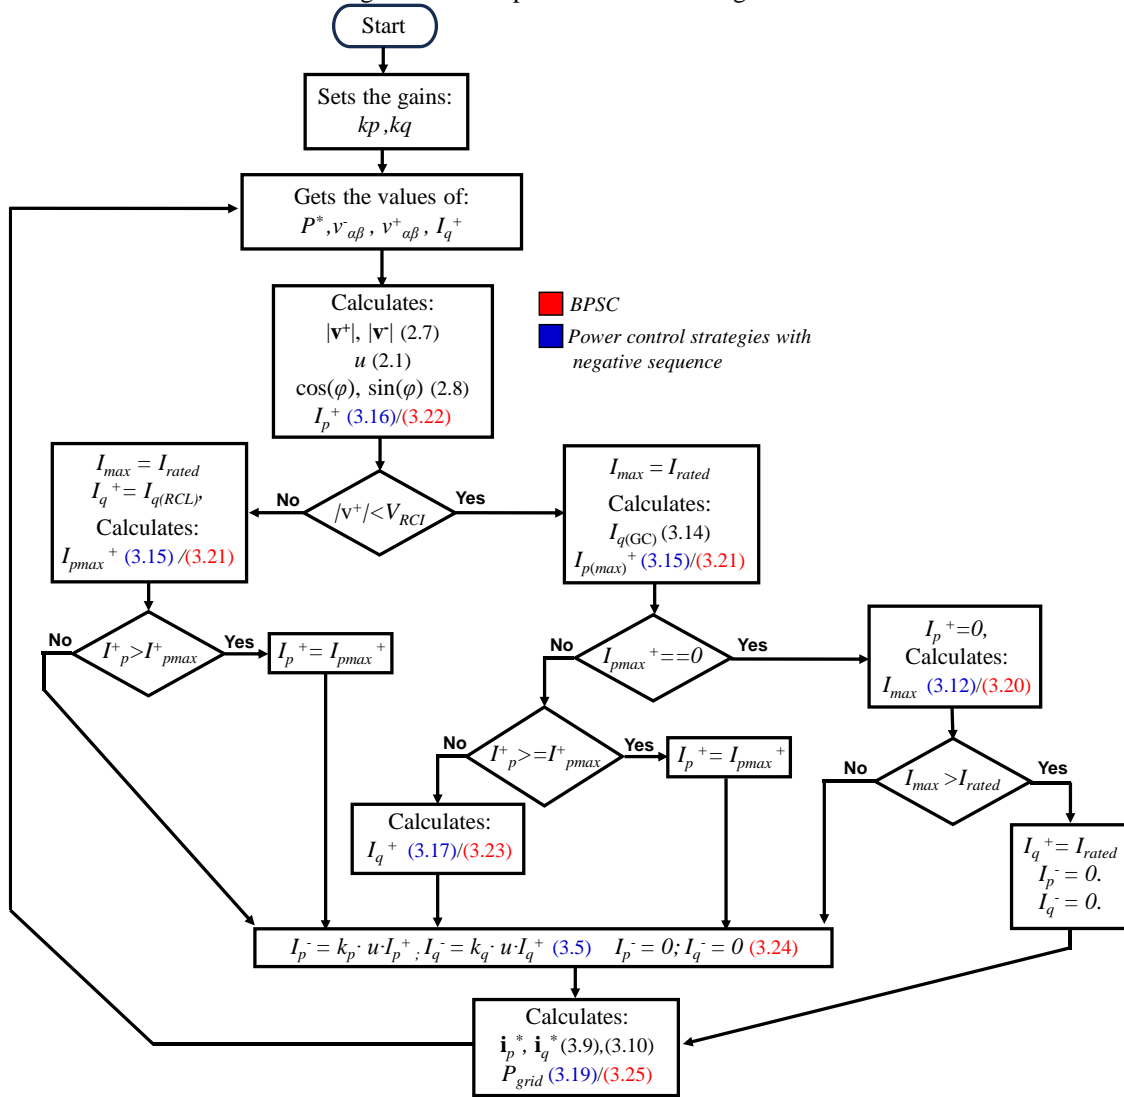 Start
Sets the gains:
kp ,kq
Gets the values of:
P*,v-αβ , v+αβ , Iq+
Calculates:
|v+|, |v-| (2.7)
u (2.1)
cos(φ), sin(φ) (2.8)
Ip+ (3.16)/(3.22)
BPSC
Power control strategies with
negative sequence
Imax = Irated
Iq+ = Iq(RCL),
Calculates:
Ipmax+ (3.15) /(3.21)
No
|v+|<VRCI
Yes
Imax = Irated
Calculates:
Iq(GC) (3.14)
Ip(max)+ (3.15)/(3.21)
No
I+p>I+pmax
Yes
Ip+= Ipmax+
No
Ipmax+==0
Yes
Ip+=0,
Calculates:
Imax (3.12)/(3.20)
No
I+p>=I+pmax
Yes
Ip+= Ipmax+
No
Imax >Irated
Yes
Calculates:
Iq+ (3.17)/(3.23)
Iq+= Irated
Ip-= 0.
Iq-= 0.
Ip-= kp· u·Ip+ ; Iq-= kq· u·Iq+ (3.5) Ip-= 0; Iq-= 0 (3.24)
Calculates:
ip*, iq* (3.9),(3.10)
Pgrid (3.19)/(3.25)